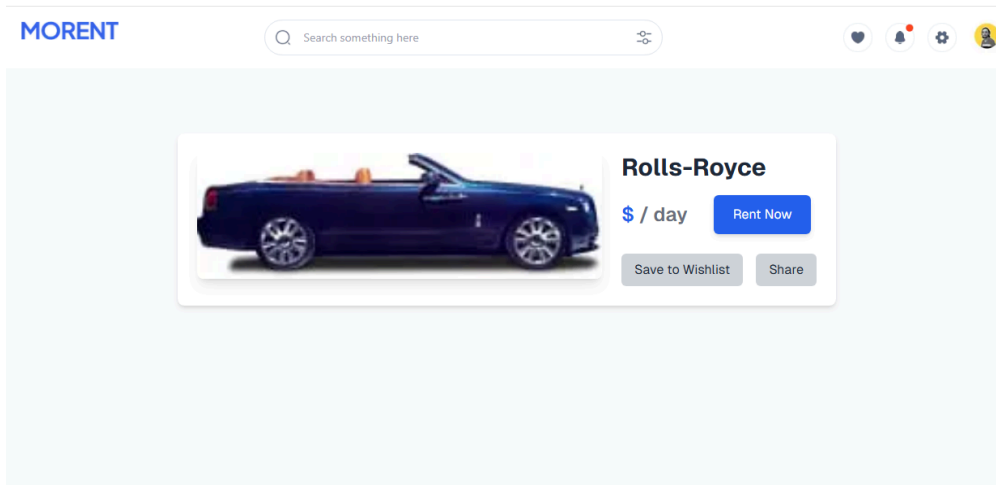 MORENT
Search something here
Rolls-Royce
$ / day
Rent Now
Save to Wishlist
Share